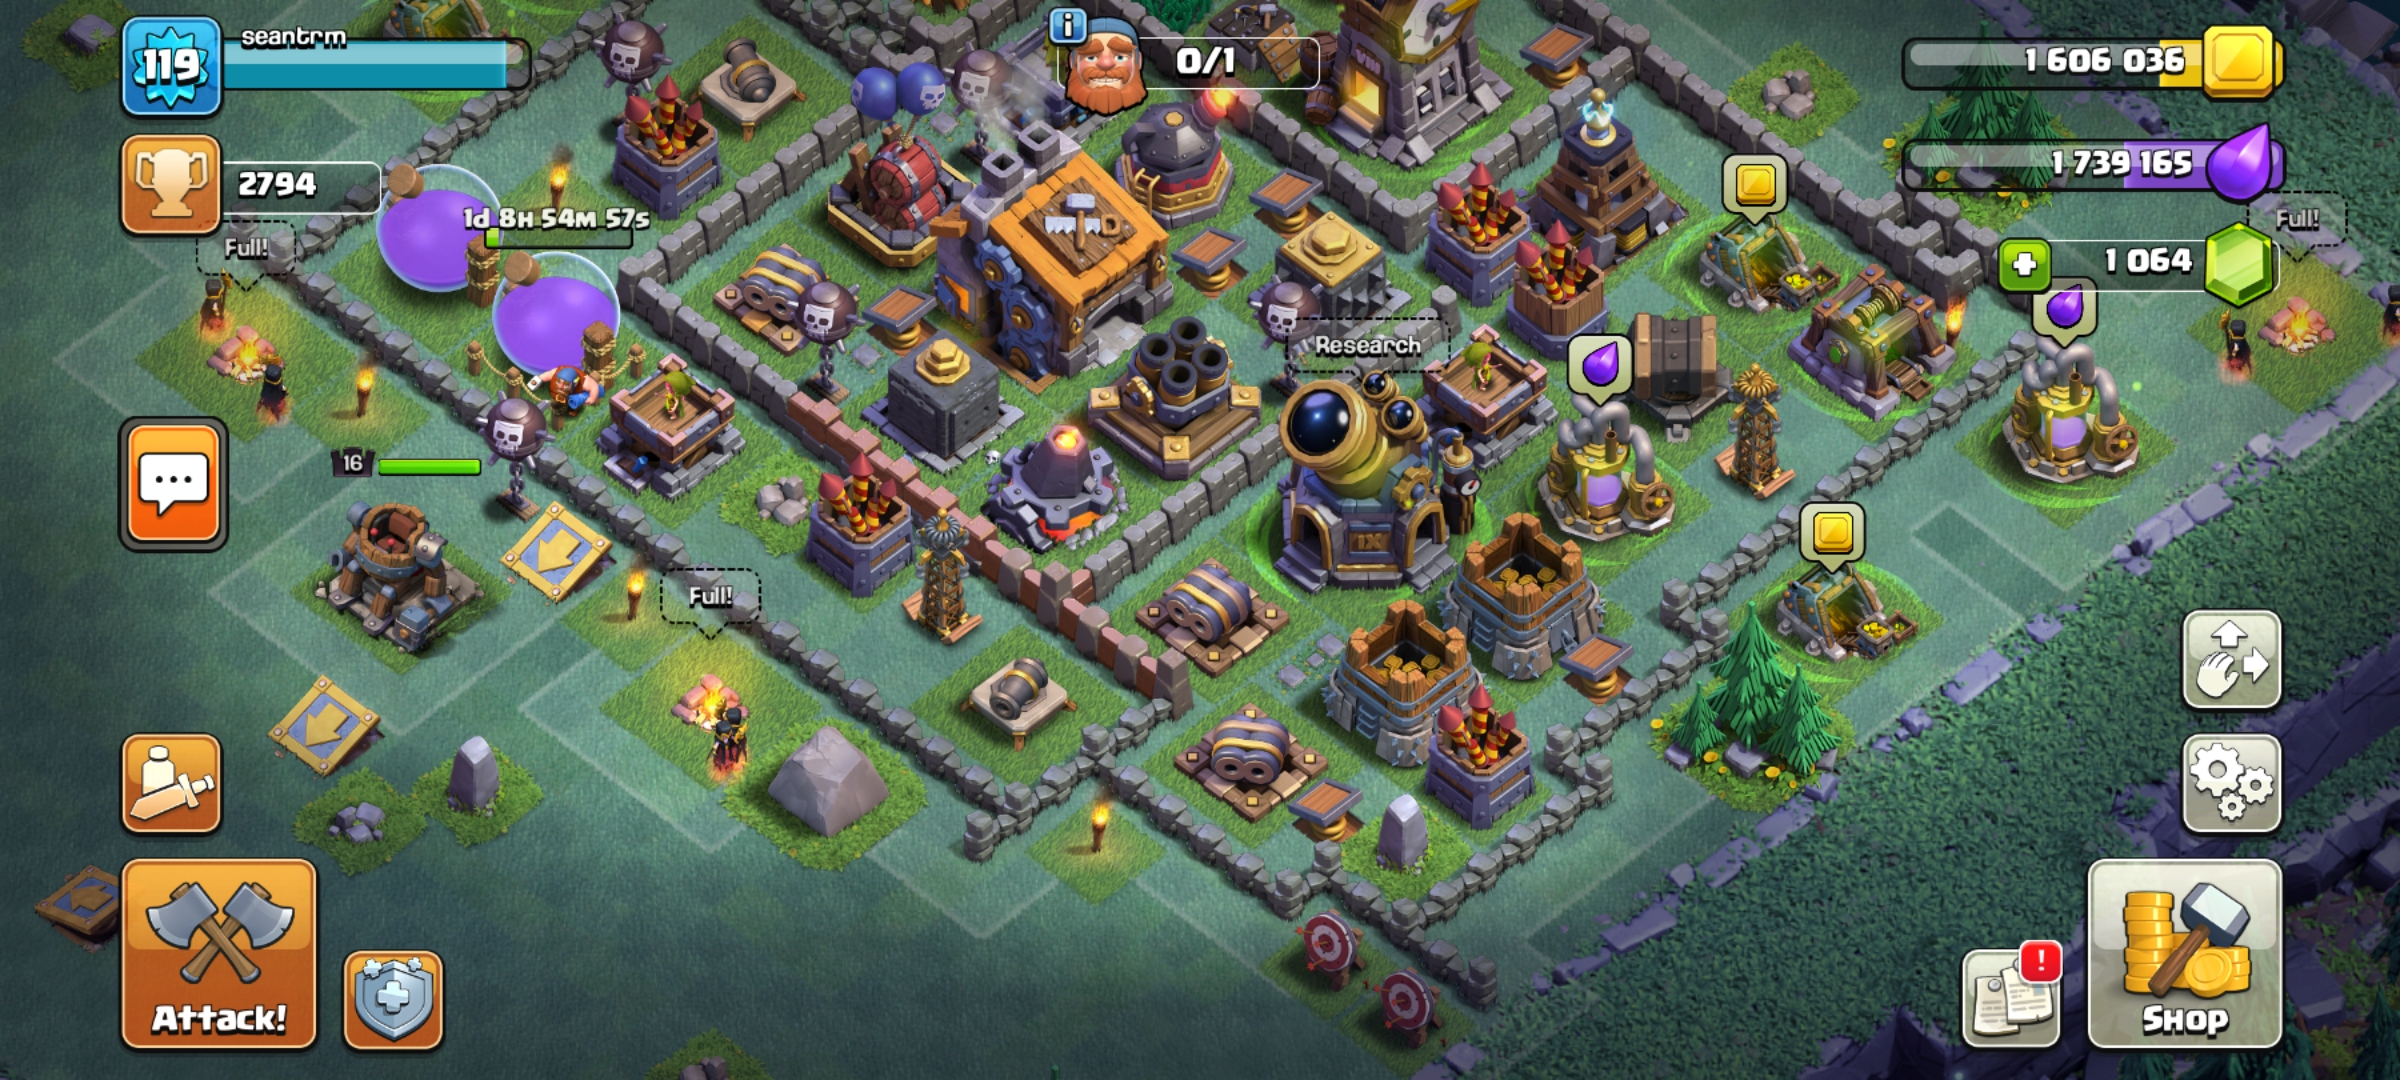 119
seantrm
i
0/1
1 606 036
2794
1 739 165
1d 8H 54M 57s
Full!
Full!
1 064
Research
16
IX
Full!
Attack!
!
Shop